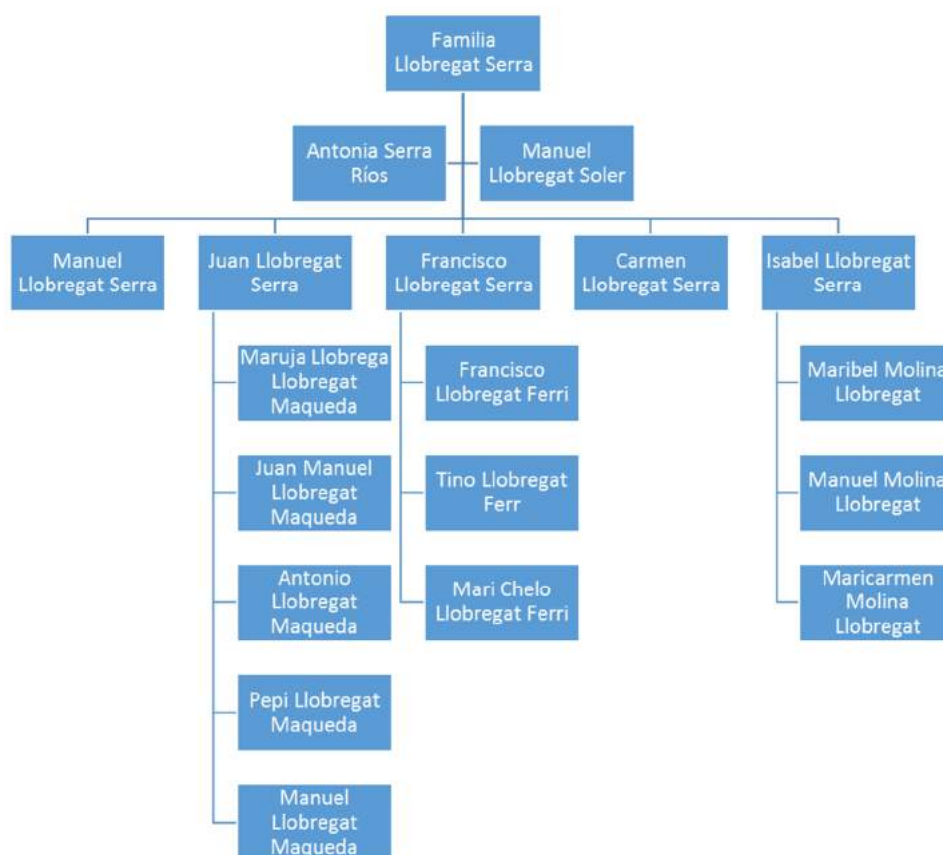 Familia
Llobregat Serra
Antonia Serra
Ríos
Manuel
Llobregat Soler
Manuel
Llobregat Serra
Juan Llobregat
Serra
Francisco
Llobregat Serra
Carmen
Llobregat Serra
Isabel Llobregat
Serra
Maruja Llobrega
Llobregat
Maqueda
Juan Manuel
Llobregat
Maqueda
Antonio
Llobregat
Maqueda
Pepi Llobregat
Maqueda
Manuel
Llobregat
Maqueda
Francisco
Llobregat Ferri
Tino Llobregat
Ferr
Mari Chelo
Llobregat Ferri
Maribel Molina
Llobregat
Manuel Molina
Llobregat
Maricarmen
Molina
Llobregat